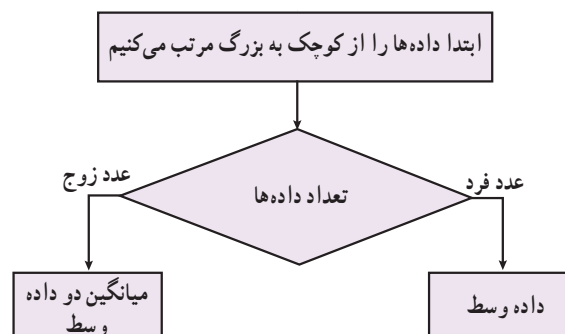 ابتدا داده‌ها را از کوچک به بزرگ مرتب می‌کنیم
تعداد داده‌ها
عدد فرد
عدد زوج
داده وسط
میانگین دو داده
وسط